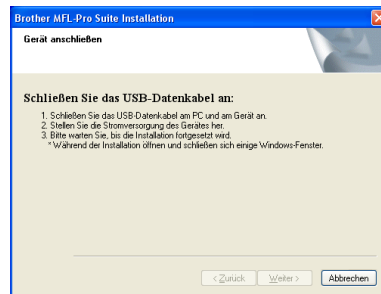 Brother MFL-Pro Suite Installation
Gerät anschließen
Schließen Sie das USB-Datenkabel an:
1. Schließen Sie das USB-Datenkabel am PC und am Gerät an.
2. Stellen Sie die Stromversorgung des Gerätes her.
3. Bitte warten Sie, bis die Installation fortgesetzt wird.
* Während der Installation öffnen und schließen sich einige Windows-Fenster.
< Zurück Weiter > Abbrechen